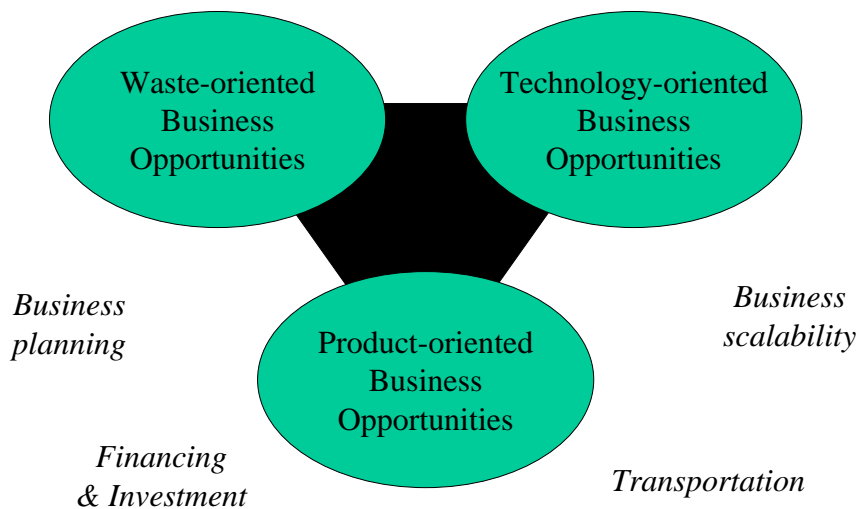 Waste-oriented
Business
Opportunities
Technology-oriented
Business
Opportunities
Business
planning
Product-oriented
Business
Opportunities
Business
scalability
Financing
& Investment
Transportation